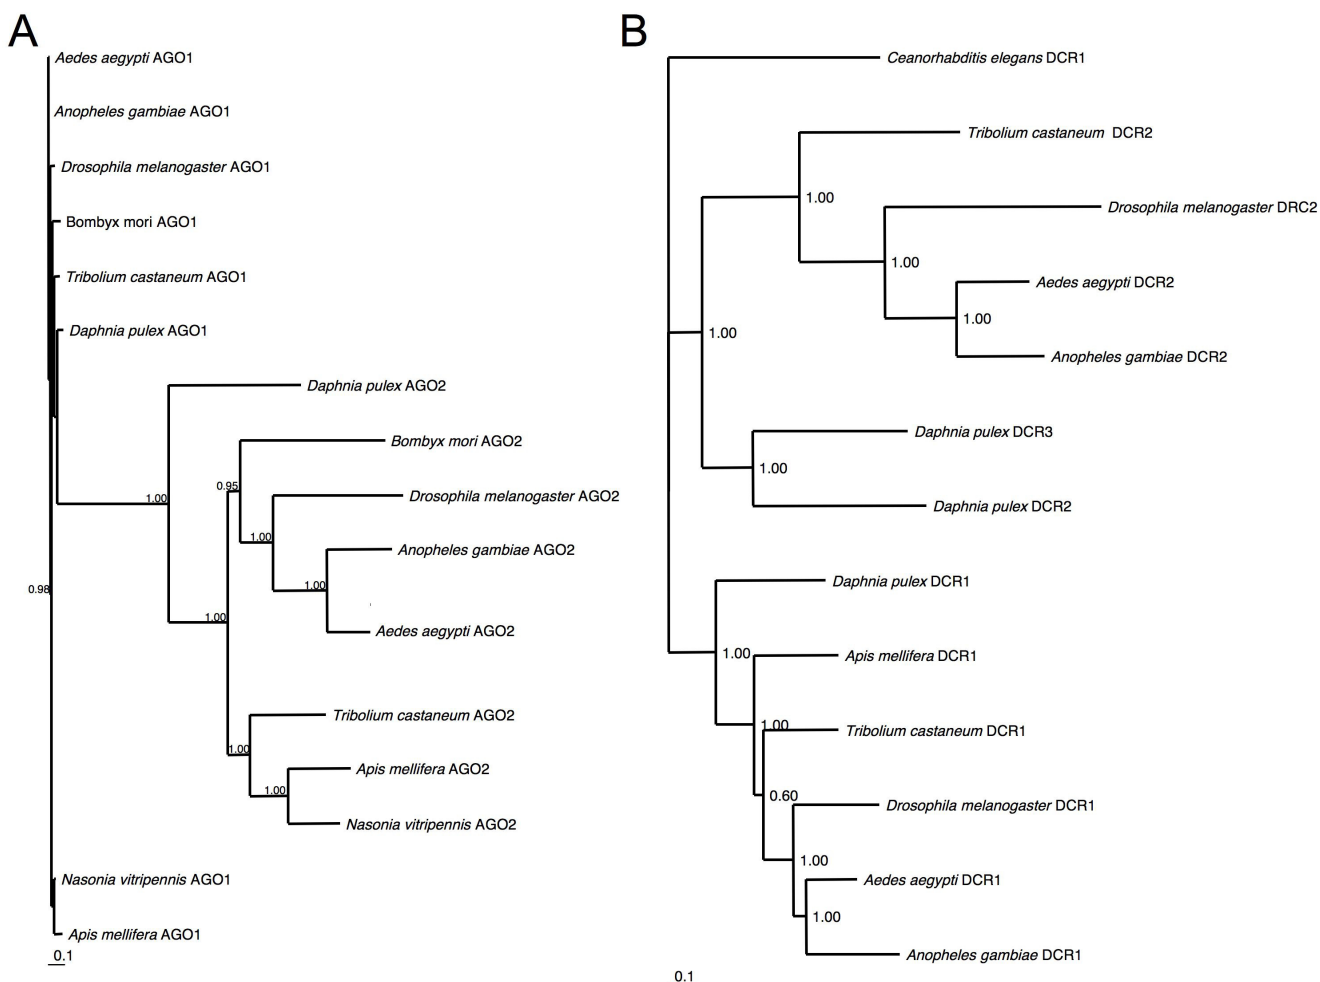 A
Aedes aegypti AGO1
Anopheles gambiae AGO1
Drosophila melanogaster AGO1
Bombyx mori AGO1
Tribolium castaneum AGO1
Daphnia pulex AGO1
Daphnia pulex AGO2
Bombyx mori AGO2
0.95
Drosophila melanogaster AGO2
1.00
1.00
Anopheles gambiae AGO2
1.00
0.98
1.00
Aedes aegypti AGO2
Tribolium castaneum AGO2
1.00
Apis mellifera AGO2
1.00
Nasonia vitripennis AGO2
Nasonia vitripennis AGO1
Apis mellifera AGO1
0.1
B
Ceanorhabditis elegans DCR1
Tribolium castaneum DCR2
1.00
Drosophila melanogaster DRC2
1.00
Aedes aegypti DCR2
1.00
1.00
Anopheles gambiae DCR2
Daphnia pulex DCR3
1.00
Daphnia pulex DCR2
Daphnia pulex DCR1
1.00
Apis mellifera DCR1
1.00
Tribolium castaneum DCR1
0.60
Drosophila melanogaster DCR1
1.00
Aedes aegypti DCR1
1.00
Anopheles gambiae DCR1
0.1